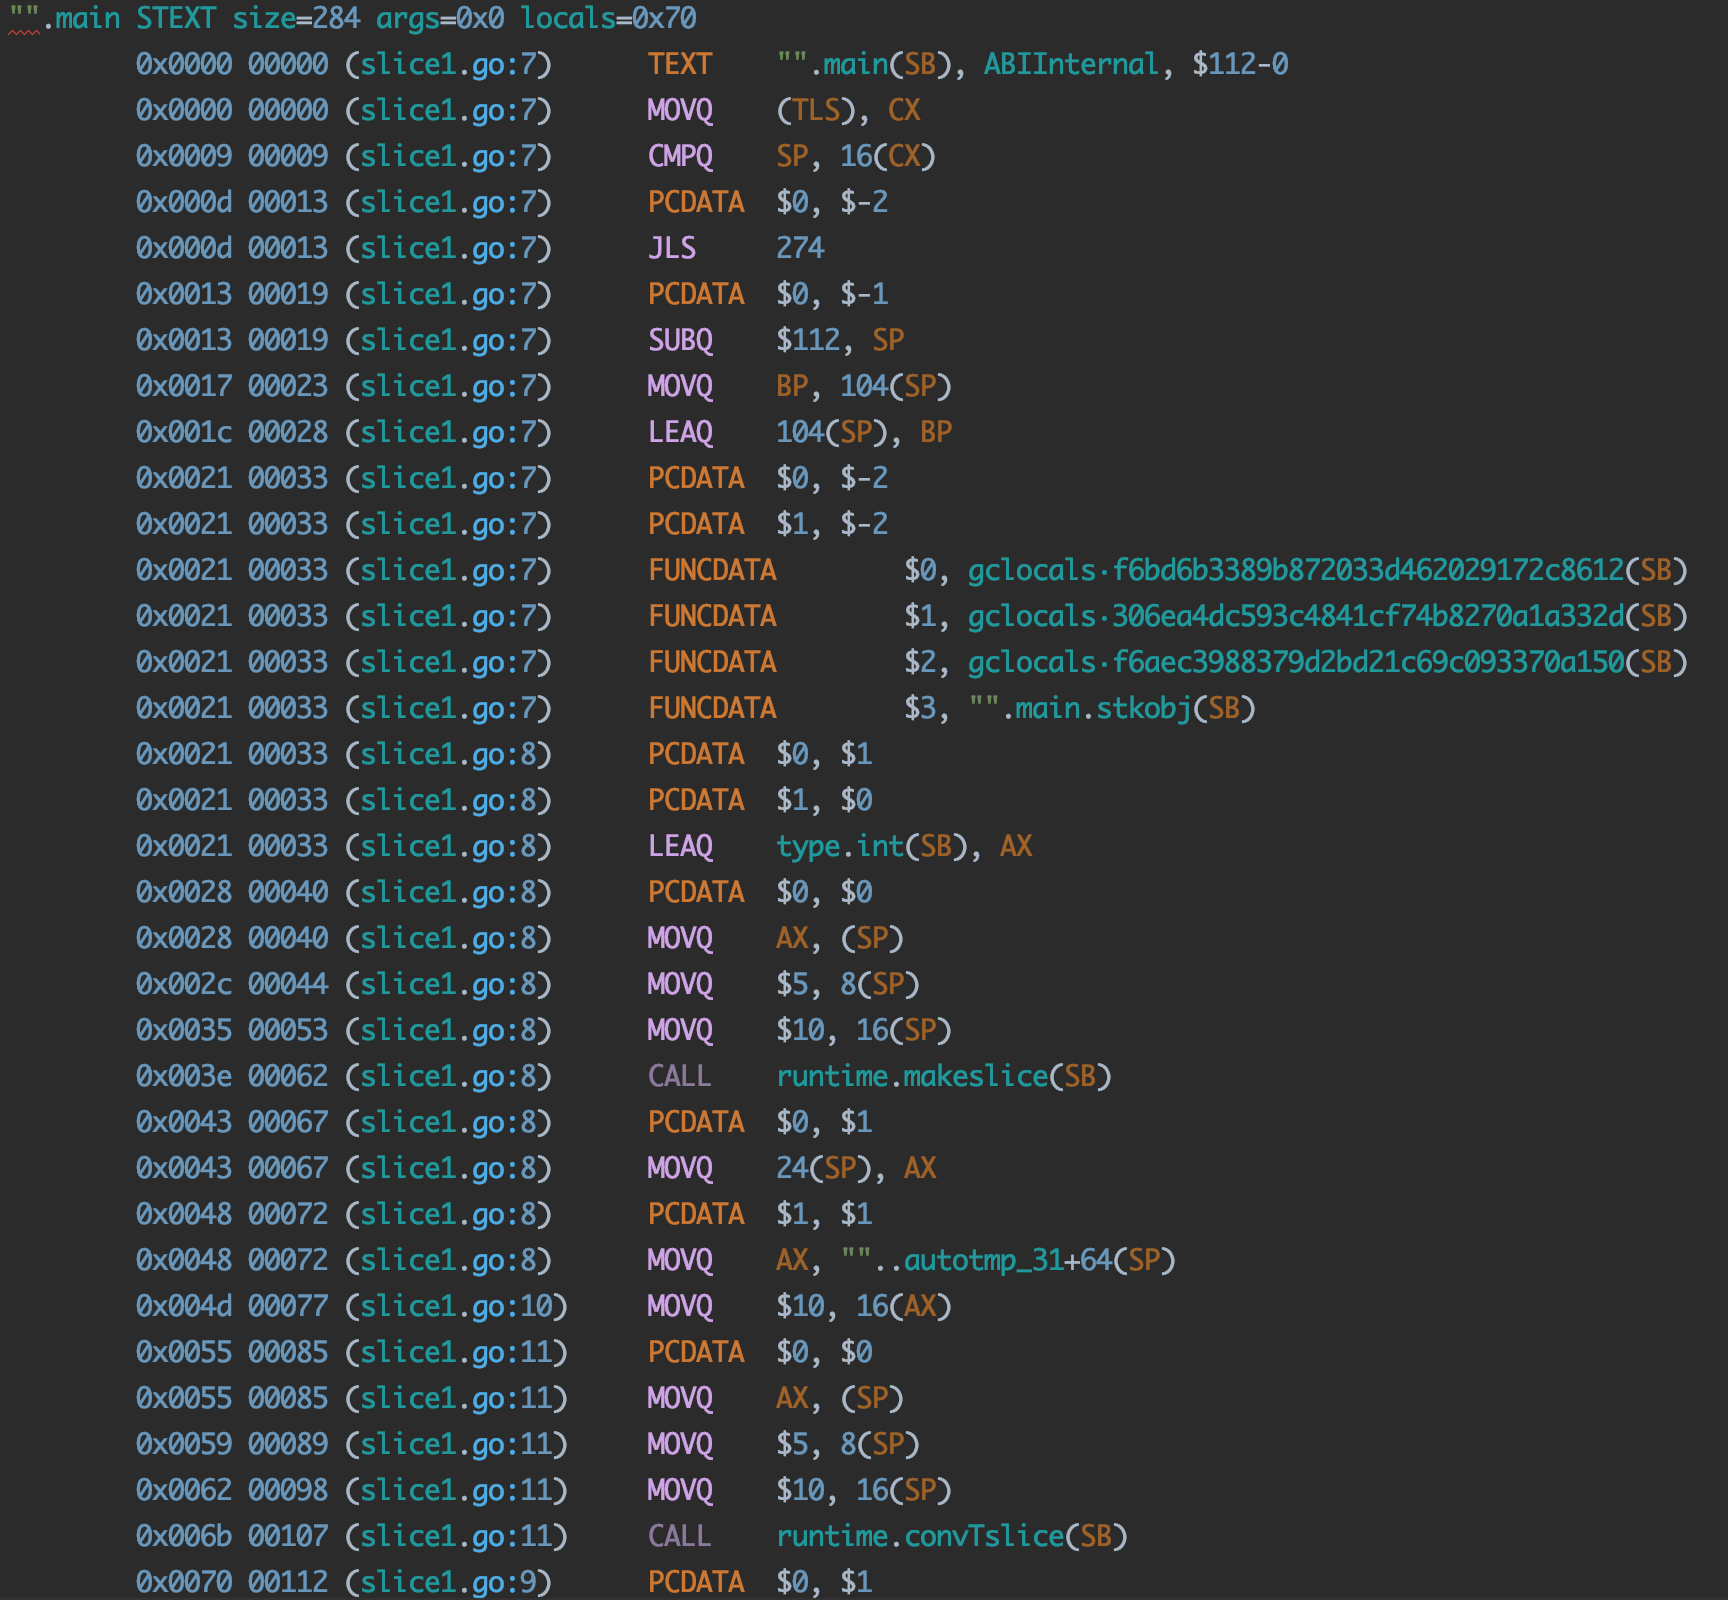 "".main STEXT size=284 args=0x0 locals=0x70
0x0000 00000 (slice1.go:7) TEXT "".main(SB), ABIInternal, $112-0
0x0000 00000 (slice1.go:7) MOVQ (TLS), CX
0x0009 00009 (slice1.go:7) CMPQ SP, 16(CX)
0x000d 00013 (slice1.go:7) PCDATA $0, $-2
0x000d 00013 (slice1.go:7) JLS 274
0x0013 00019 (slice1.go:7) PCDATA $0, $-1
0x0013 00019 (slice1.go:7) SUBQ $112, SP
0x0017 00023 (slice1.go:7) MOVQ BP, 104(SP)
0x001c 00028 (slice1.go:7) LEAQ 104(SP), BP
0x0021 00033 (slice1.go:7) PCDATA $0, $-2
0x0021 00033 (slice1.go:7) PCDATA $1, $-2
0x0021 00033 (slice1.go:7) FUNCDATA $0, gclocals·f6bd6b3389b872033d462029172c8612(SB)
0x0021 00033 (slice1.go:7) FUNCDATA $1, gclocals·306ea4dc593c4841cf74b8270a1a332d(SB)
0x0021 00033 (slice1.go:7) FUNCDATA $2, gclocals·f6aec3988379d2bd21c69c093370a150(SB)
0x0021 00033 (slice1.go:7) FUNCDATA $3, "".main.stkobj(SB)
0x0021 00033 (slice1.go:8) PCDATA $0, $1
0x0021 00033 (slice1.go:8) PCDATA $1, $0
0x0021 00033 (slice1.go:8) LEAQ type.int(SB), AX
0x0028 00040 (slice1.go:8) PCDATA $0, $0
0x0028 00040 (slice1.go:8) MOVQ AX, (SP)
0x002c 00044 (slice1.go:8) MOVQ $5, 8(SP)
0x0035 00053 (slice1.go:8) MOVQ $10, 16(SP)
0x003e 00062 (slice1.go:8) CALL runtime.makeslice(SB)
0x0043 00067 (slice1.go:8) PCDATA $0, $1
0x0043 00067 (slice1.go:8) MOVQ 24(SP), AX
0x0048 00072 (slice1.go:8) PCDATA $1, $1
0x0048 00072 (slice1.go:8) MOVQ AX, ""..autotmp_31+64(SP)
0x004d 00077 (slice1.go:10) MOVQ $10, 16(AX)
0x0055 00085 (slice1.go:11) PCDATA $0, $0
0x0055 00085 (slice1.go:11) MOVQ AX, (SP)
0x0059 00089 (slice1.go:11) MOVQ $5, 8(SP)
0x0062 00098 (slice1.go:11) MOVQ $10, 16(SP)
0x006b 00107 (slice1.go:11) CALL runtime.convTslice(SB)
0x0070 00112 (slice1.go:9) PCDATA $0, $1